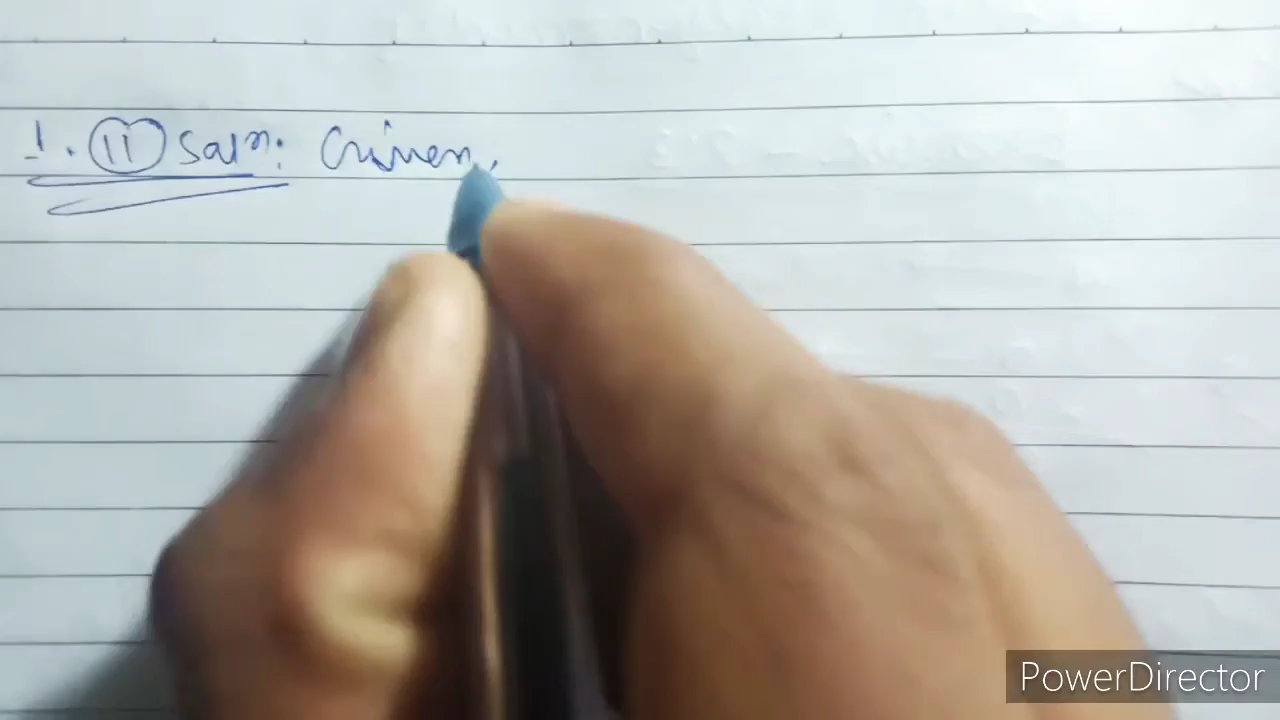 1. (11) Solⁿ: Given,
PowerDirector